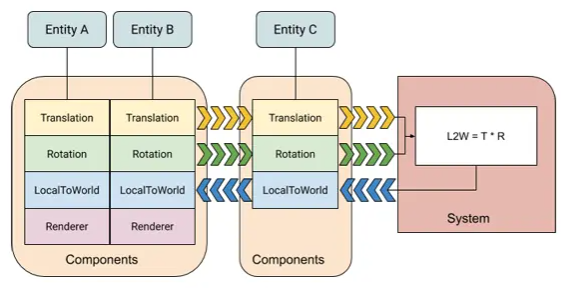 Entity A
Entity B
Entity C
Translation
Translation
Translation
Rotation
Rotation
Rotation
L2W = T * R
LocalToWorld
LocalToWorld
LocalToWorld
Renderer
Renderer
System
Components
Components